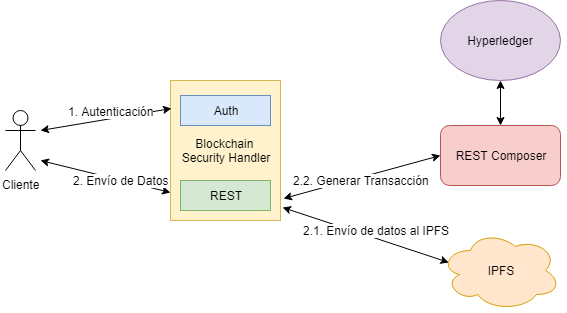 Hyperledger
1. Autenticación
Auth
Blockchain
Security Handler
REST Composer
Cliente
2. Envío de Datos
REST
2.2. Generar Transacción
2.1. Envío de datos al IPFS
IPFS